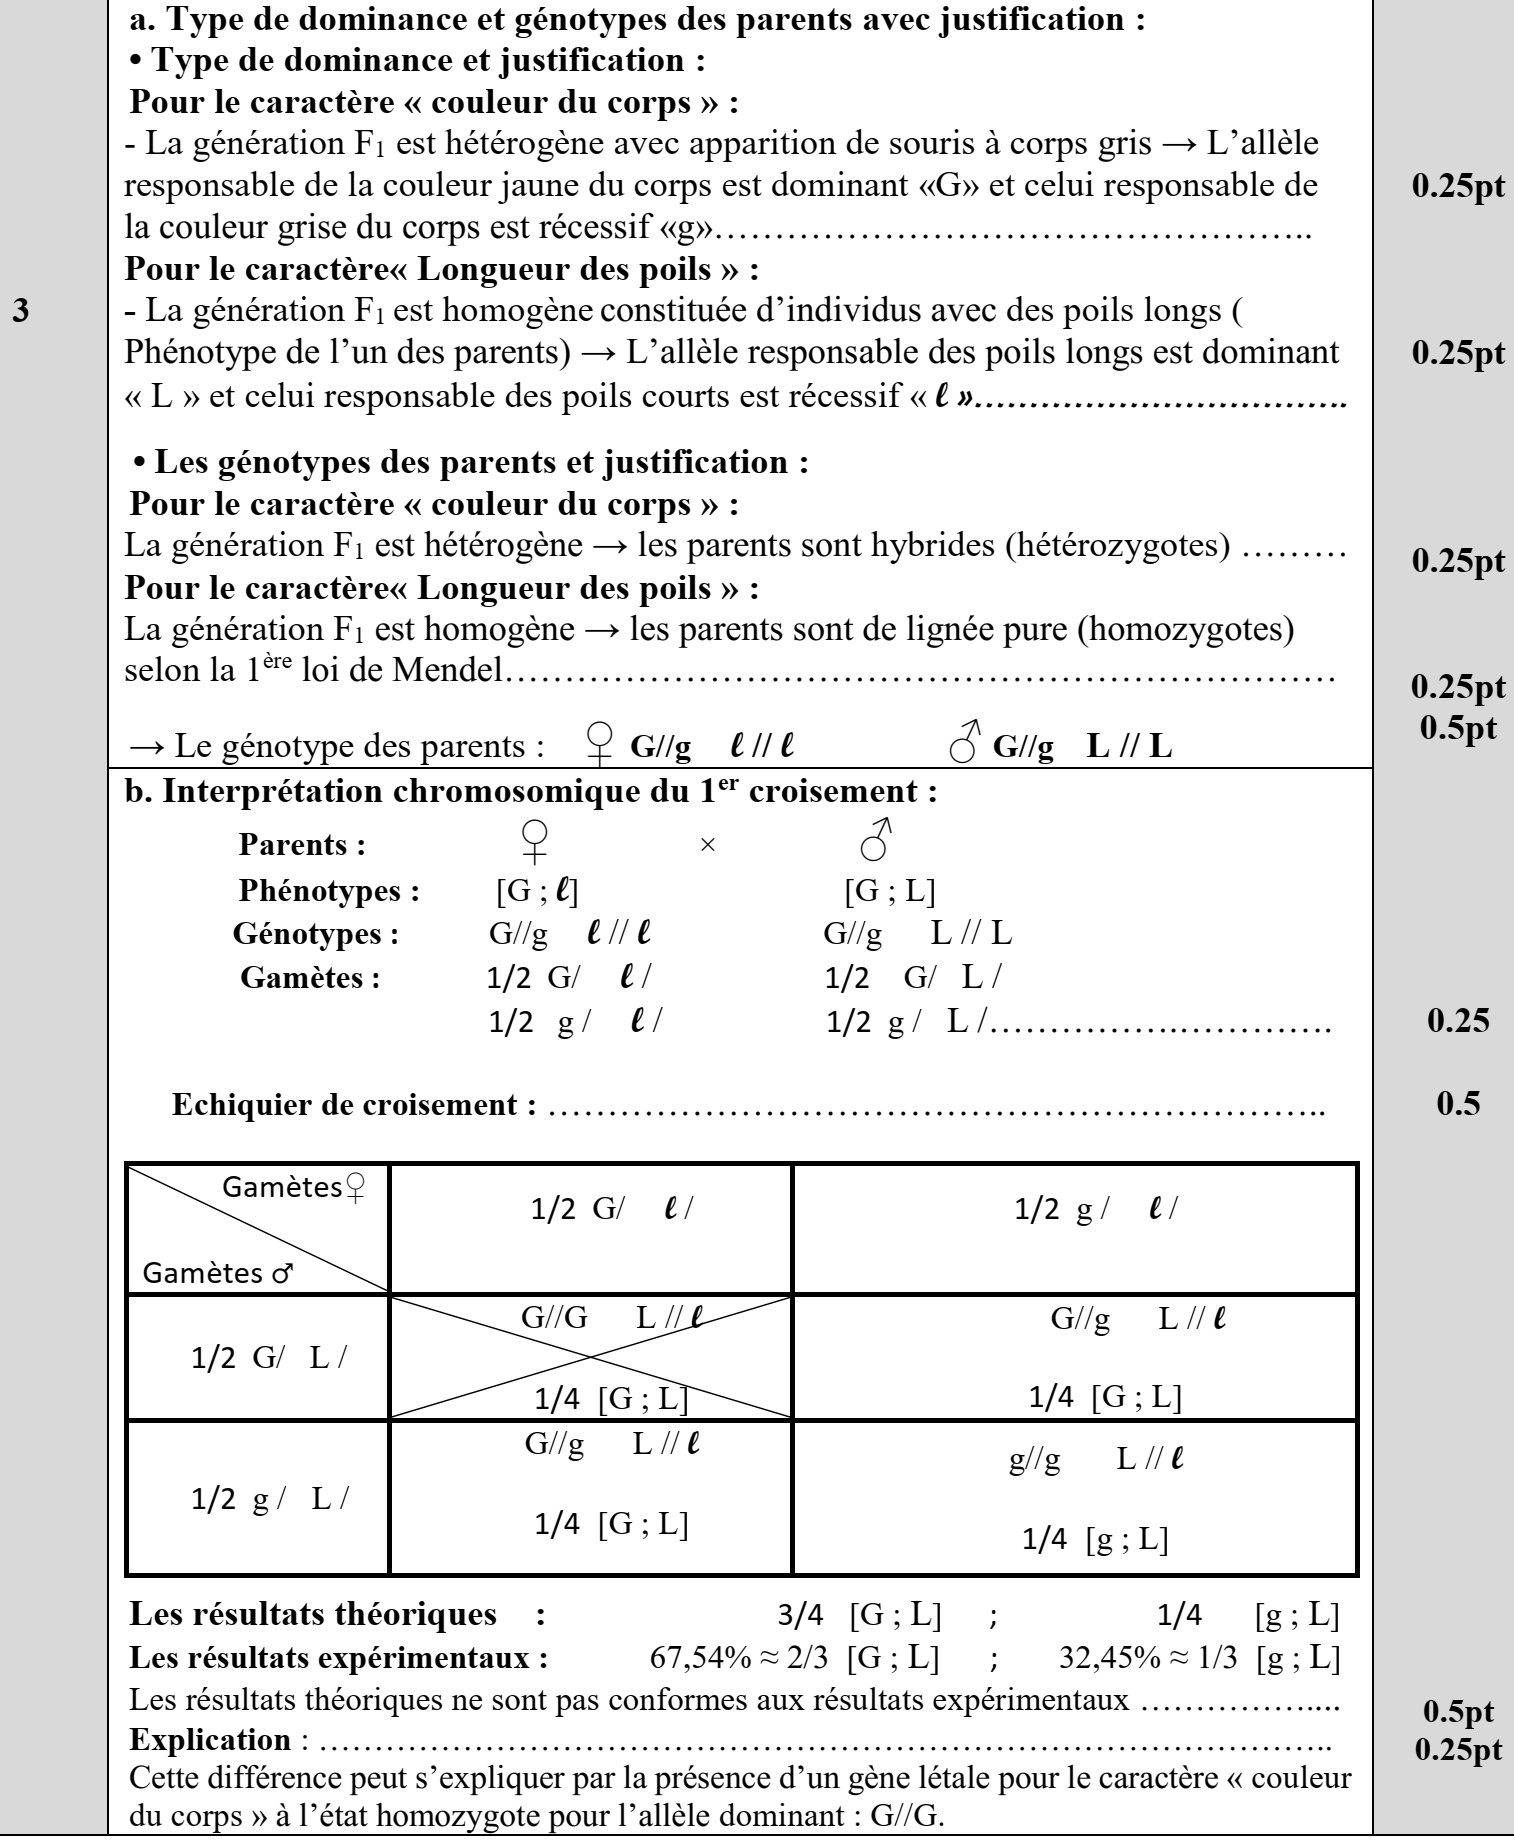 a. Type de dominance et génotypes des parents avec justification :
• Type de dominance et justification :
Pour le caractère « couleur du corps » :
- La génération F₁ est hétérogène avec apparition de souris à corps gris → L’allèle
responsable de la couleur jaune du corps est dominant «G» et celui responsable de
0.25pt
la couleur grise du corps est récessif «g»…………………………………………..
Pour le caractère« Longueur des poils » :
3
- La génération F₁ est homogène constituée d’individus avec des poils longs (
Phénotype de l’un des parents) → L’allèle responsable des poils longs est dominant
0.25pt
« L » et celui responsable des poils courts est récessif « ℓ »……………………………..
• Les génotypes des parents et justification :
Pour le caractère « couleur du corps » :
La génération F₁ est hétérogène → les parents sont hybrides (hétérozygotes) ………
0.25pt
Pour le caractère« Longueur des poils » :
La génération F₁ est homogène → les parents sont de lignée pure (homozygotes)
selon la 1ère loi de Mendel……………………………………………………………
0.25pt
0.5pt
→ Le génotype des parents : ♀ G//g ℓ // ℓ ♂ G//g L // L
b. Interprétation chromosomique du 1er croisement :
Parents : ♀ × ♂
Phénotypes : [G ; ℓ] [G ; L]
Génotypes : G//g ℓ // ℓ G//g L // L
Gamètes : 1/2 G/ ℓ / 1/2 G/ L /
1/2 g / ℓ / 1/2 g / L /……………..………….
0.25
Echiquier de croisement : ………………………………………………………..
0.5
Gamètes♀
Gamètes ♂
1/2 G/ ℓ /
1/2 g / ℓ /
1/2 G/ L /
G//G L // ℓ
1/4 [G ; L]
G//g L // ℓ
1/4 [G ; L]
1/2 g / L /
G//g L // ℓ
1/4 [G ; L]
g//g L // ℓ
1/4 [g ; L]
Les résultats théoriques : 3/4 [G ; L] ; 1/4 [g ; L]
Les résultats expérimentaux : 67,54% ≈ 2/3 [G ; L] ; 32,45% ≈ 1/3 [g ; L]
Les résultats théoriques ne sont pas conformes aux résultats expérimentaux ……………....
0.5pt
Explication : ………………………………………………………………………………..
0.25pt
Cette différence peut s’expliquer par la présence d’un gène létale pour le caractère « couleur
du corps » à l’état homozygote pour l’allèle dominant : G//G.